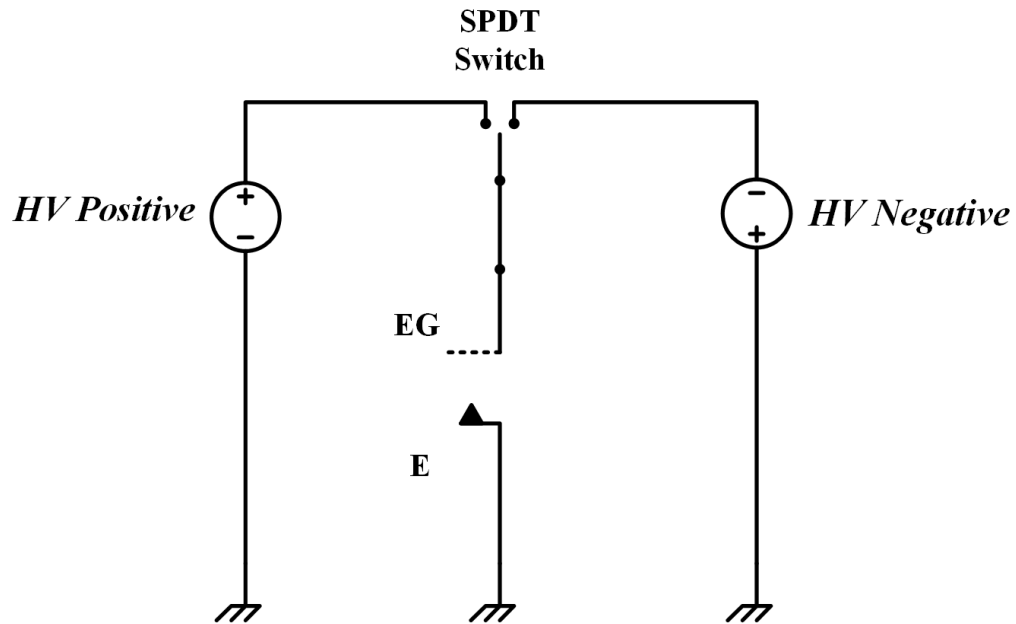 SPDT
Switch
HV Positive
+
−
−
+
HV Negative
EG
E